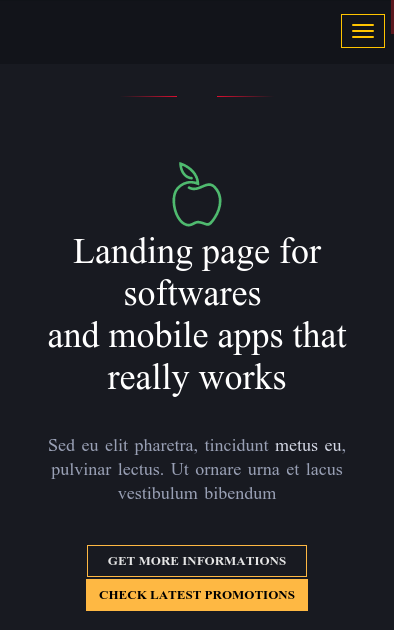 Landing page for
softwares
and mobile apps that
really works
Sed eu elit pharetra, tincidunt metus eu,
pulvinar lectus. Ut ornare urna et lacus
vestibulum bibendum
GET MORE INFORMATIONS
CHECK LATEST PROMOTIONS